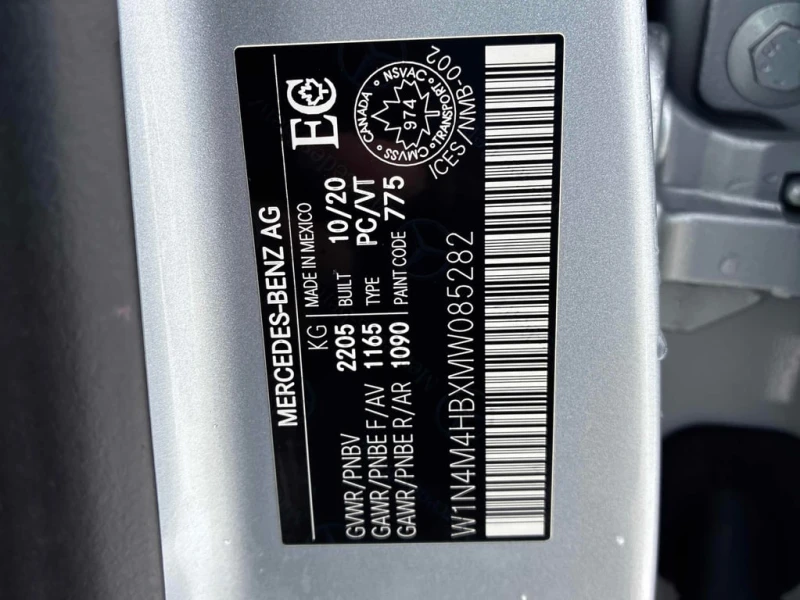 MERCEDES-BENZ AG
KG MADE IN MEXICO
GVWR/PNBV 2205 BUILT 10/20
GAWR/PNBE F/AV 1165 TYPE PC/VT
GAWR/PNBE R/AR 1090 PAINT CODE 775
EC
CANADA
NSVAC
TRANSPORT
CMVSS
974
ICES/NMB-002
W1N4M4HBXMW085282